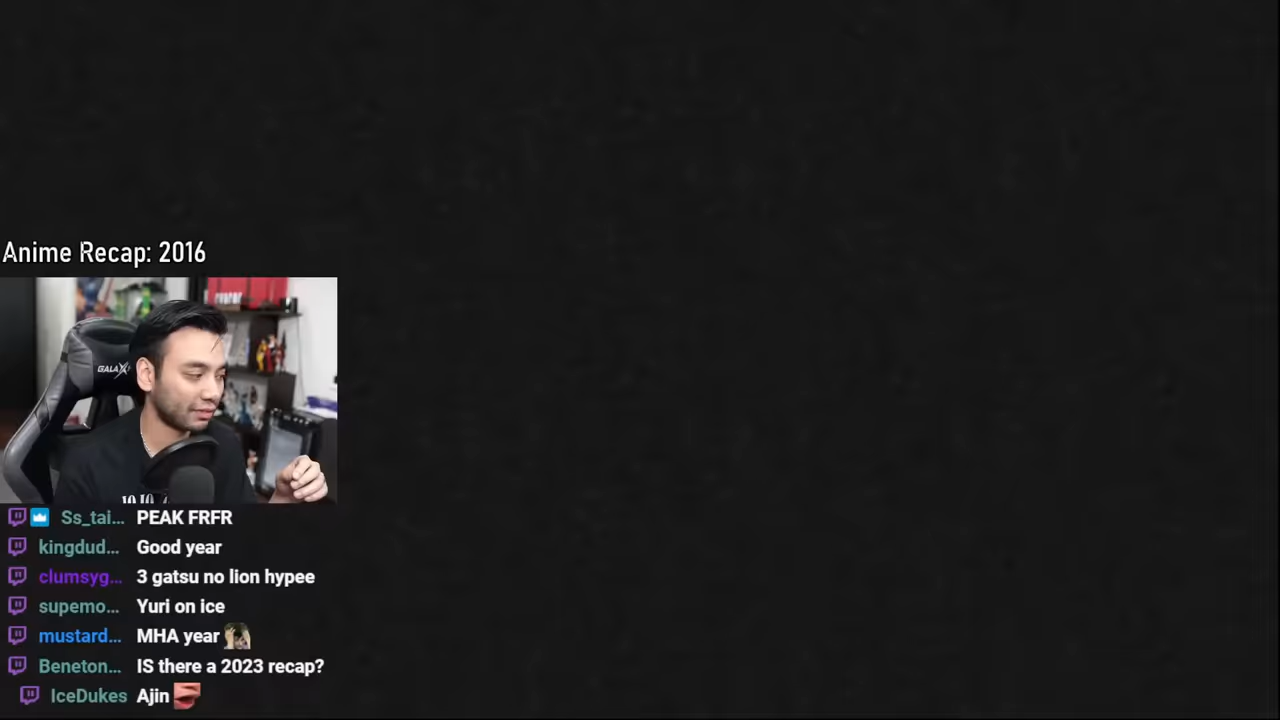 Anime Recap: 2016
GALAX
Ss_tai... PEAK FRFR
kingdud... Good year
clumsyg... 3 gatsu no lion hypee
supemo... Yuri on ice
mustard... MHA year
Beneton... IS there a 2023 recap?
IceDukes Ajin